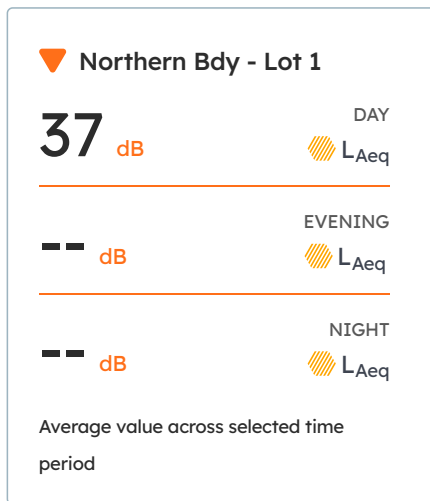 Northern Bdy - Lot 1
DAY
37 dB
LAeq
EVENING
-- dB
LAeq
NIGHT
-- dB
LAeq
Average value across selected time
period